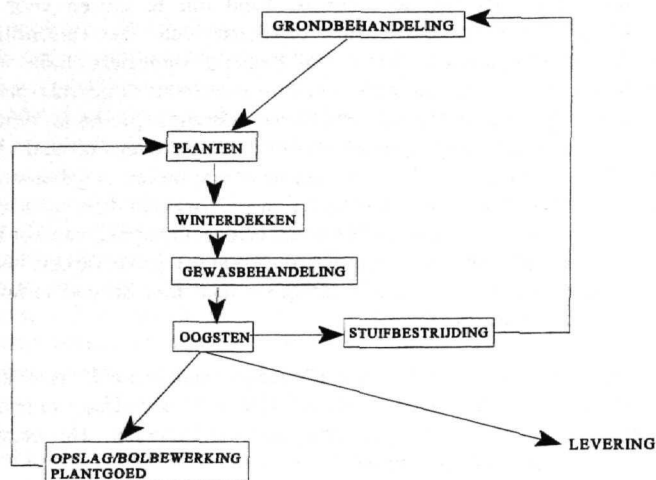 GRONDBEHANDELING
PLANTEN
WINTERDEKKEN
GEWASBEHANDELING
OOGSTEN
STUIFBESTRIJDING
LEVERING
OPSLAG/BOLBEWERKING
PLANTGOED